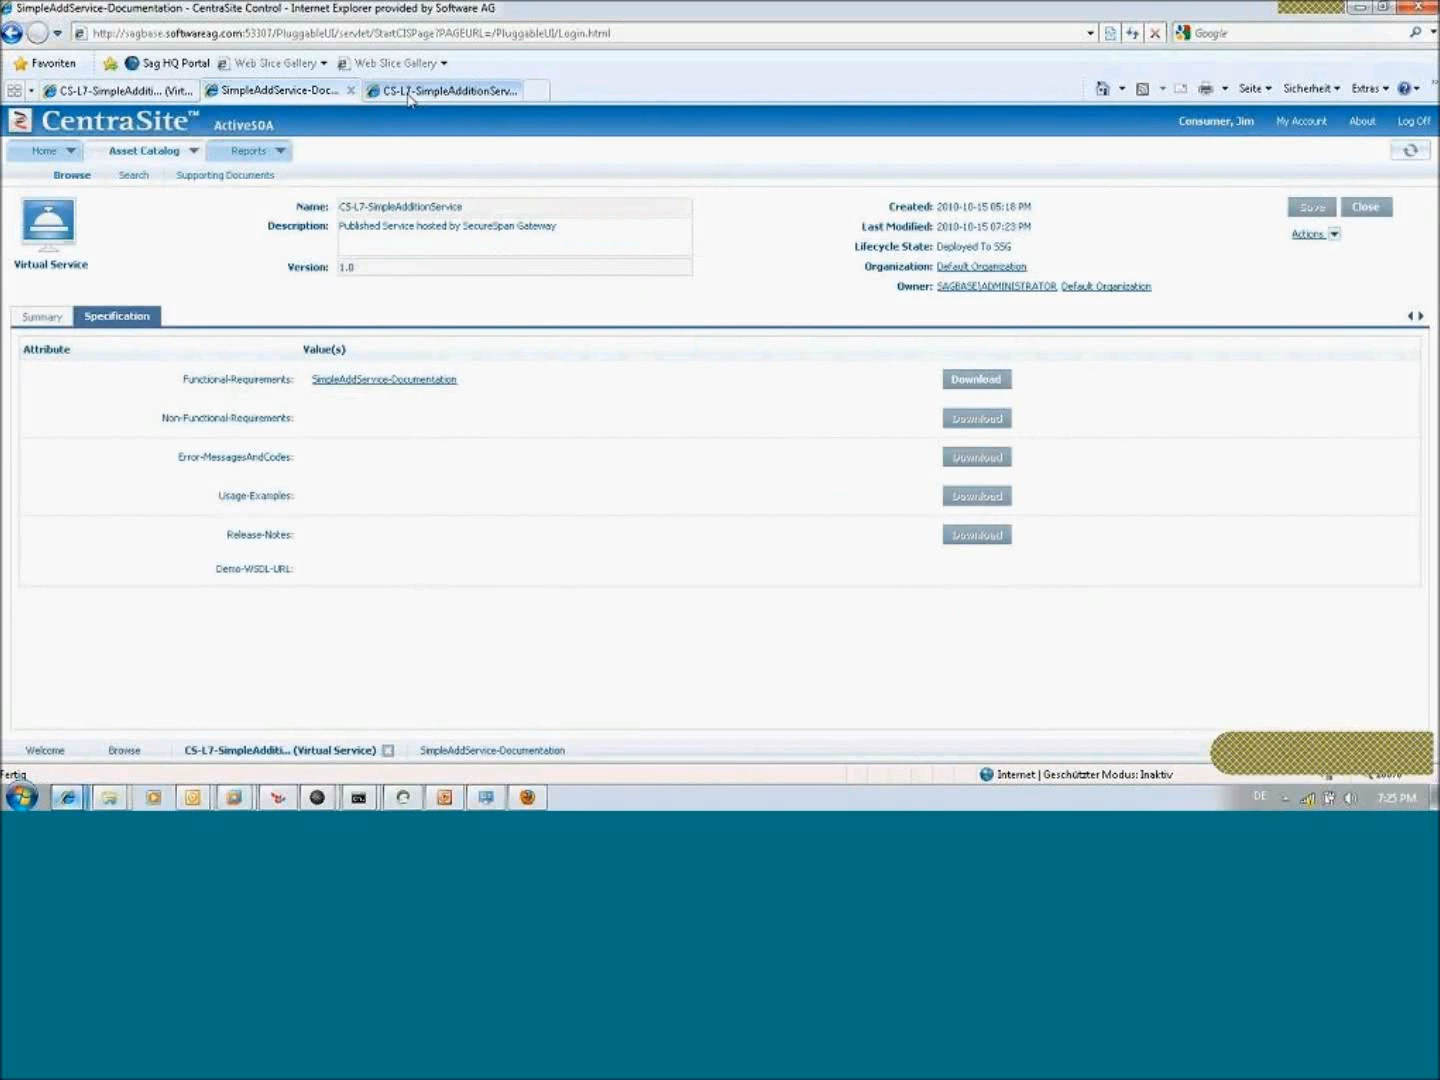 SimpleAddService-Documentation - CentraSite Control - Internet Explorer provided by Software AG
http://sagbase.softwareag.com:53307/PluggableUI/servlet/StartCISPage?PAGEURL=/PluggableUI/Login.html
Google
Favoriten Sag HQ Portal Web Slice Gallery Web Slice Gallery
CS-L7-SimpleAdditi... (Virt... SimpleAddService-Doc... CS-L7-SimpleAdditionServ... Seite Sicherheit Extras
CentraSite™ ActiveSOA Consumer, Jim My Account About Log Off
Home Asset Catalog Reports
Browse Search Supporting Documents
Name: CS-L7-SimpleAdditionService Created: 2010-10-15 05:18 PM Save Close
Description: Published Service hosted by SecureSpan Gateway Last Modified: 2010-10-15 07:23 PM Actions
Lifecycle State: Deployed To SSG
Virtual Service Version: 1.0 Organization: Default Organization
Owner: SAGBASE\ADMINISTRATOR Default Organization
Summary Specification
Attribute Value(s)
Functional-Requirements: SimpleAddService-Documentation Download
Non-Functional-Requirements: Download
Error-MessagesAndCodes: Download
Usage-Examples: Download
Release-Notes: Download
Demo-WSDL-URL:
Welcome Browse CS-L7-SimpleAdditi... (Virtual Service) SimpleAddService-Documentation
Fertig Internet | Geschützter Modus: Inaktiv
DE 7:25 PM